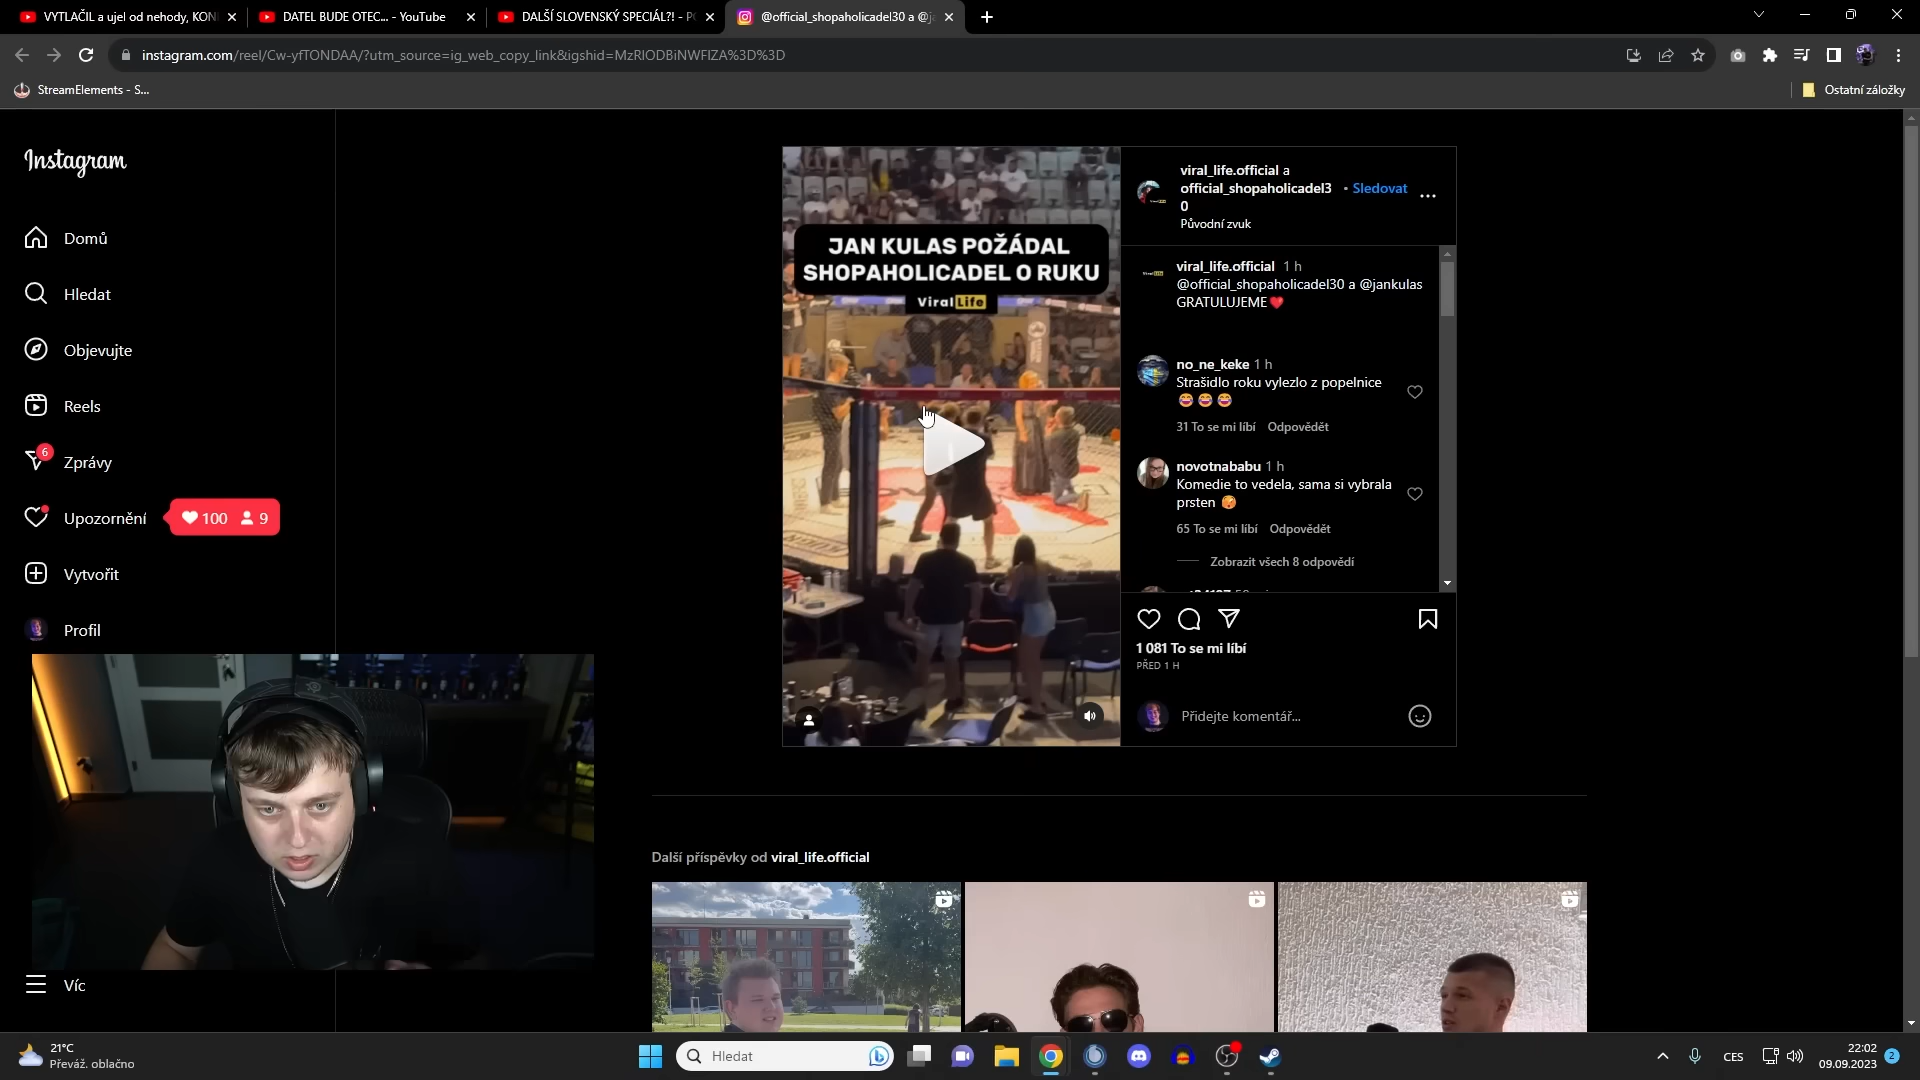 VYTLAČIL a ujel od nehody, KON
DATEL BUDE OTEC... - YouTube
DALŠÍ SLOVENSKÝ SPECIÁL?! - PO
@official_shopaholicadel30 a @ja
instagram.com/reel/Cw-yfTONDAA/?utm_source=ig_web_copy_link&igshid=MzRlODBiNWFlZA%3D%3D
StreamElements - S...
Ostatní záložky
Instagram
Domů
Hledat
Objevujte
Reels
6
Zprávy
Upozornění
100 9
Vytvořit
Profil
Víc
JAN KULAS POŽÁDAL
SHOPAHOLICADEL O RUKU
ViralLife
viral_life.official a
official_shopaholicadel3 • Sledovat
0
Původní zvuk
viral_life.official 1 h
@official_shopaholicadel30 a @jankulas
GRATULUJEME❤️
no_ne_keke 1 h
Strašidlo roku vylezlo z popelnice
😂 😂 😂
31 To se mi líbí Odpovědět
novotnababu 1 h
Komedie to vedela, sama si vybrala
prsten 🥵
65 To se mi líbí Odpovědět
Zobrazit všech 8 odpovědí
1 081 To se mi líbí
PŘED 1 H
Přidejte komentář...
Další příspěvky od viral_life.official
21°C
Převáž. oblačno
Hledat
CES
22:02
09.09.2023
2